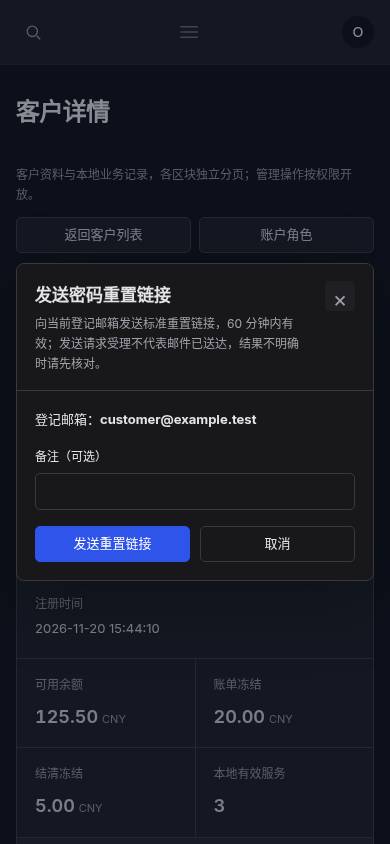 O
客户详情
客户资料与本地业务记录，各区块独立分页；管理操作按权限开
放。
返回客户列表
账户角色
发送密码重置链接
向当前登记邮箱发送标准重置链接，60 分钟内有
效；发送请求受理不代表邮件已送达，结果不明确
时请先核对。
登记邮箱：customer@example.test
备注（可选）
发送重置链接
取消
注册时间
2026-11-20 15:44:10
可用余额
账单冻结
125.50 CNY
20.00 CNY
结清冻结
本地有效服务
5.00 CNY
3